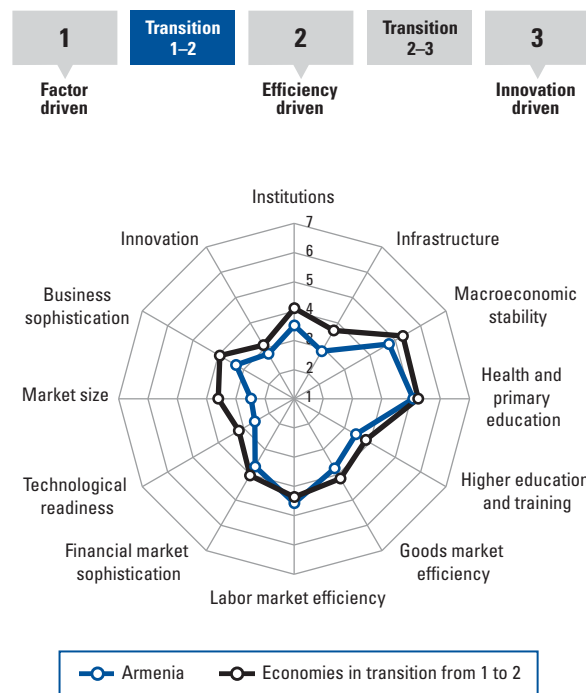 1
Transition
1–2
2
Transition
2–3
3
Factor
driven
Efficiency
driven
Innovation
driven
Institutions
Infrastructure
Macroeconomic
stability
Health and
primary
education
Higher education
and training
Goods market
efficiency
Labor market efficiency
Financial market
sophistication
Technological
readiness
Market size
Business
sophistication
Innovation
7
6
5
4
3
2
1
Armenia
Economies in transition from 1 to 2